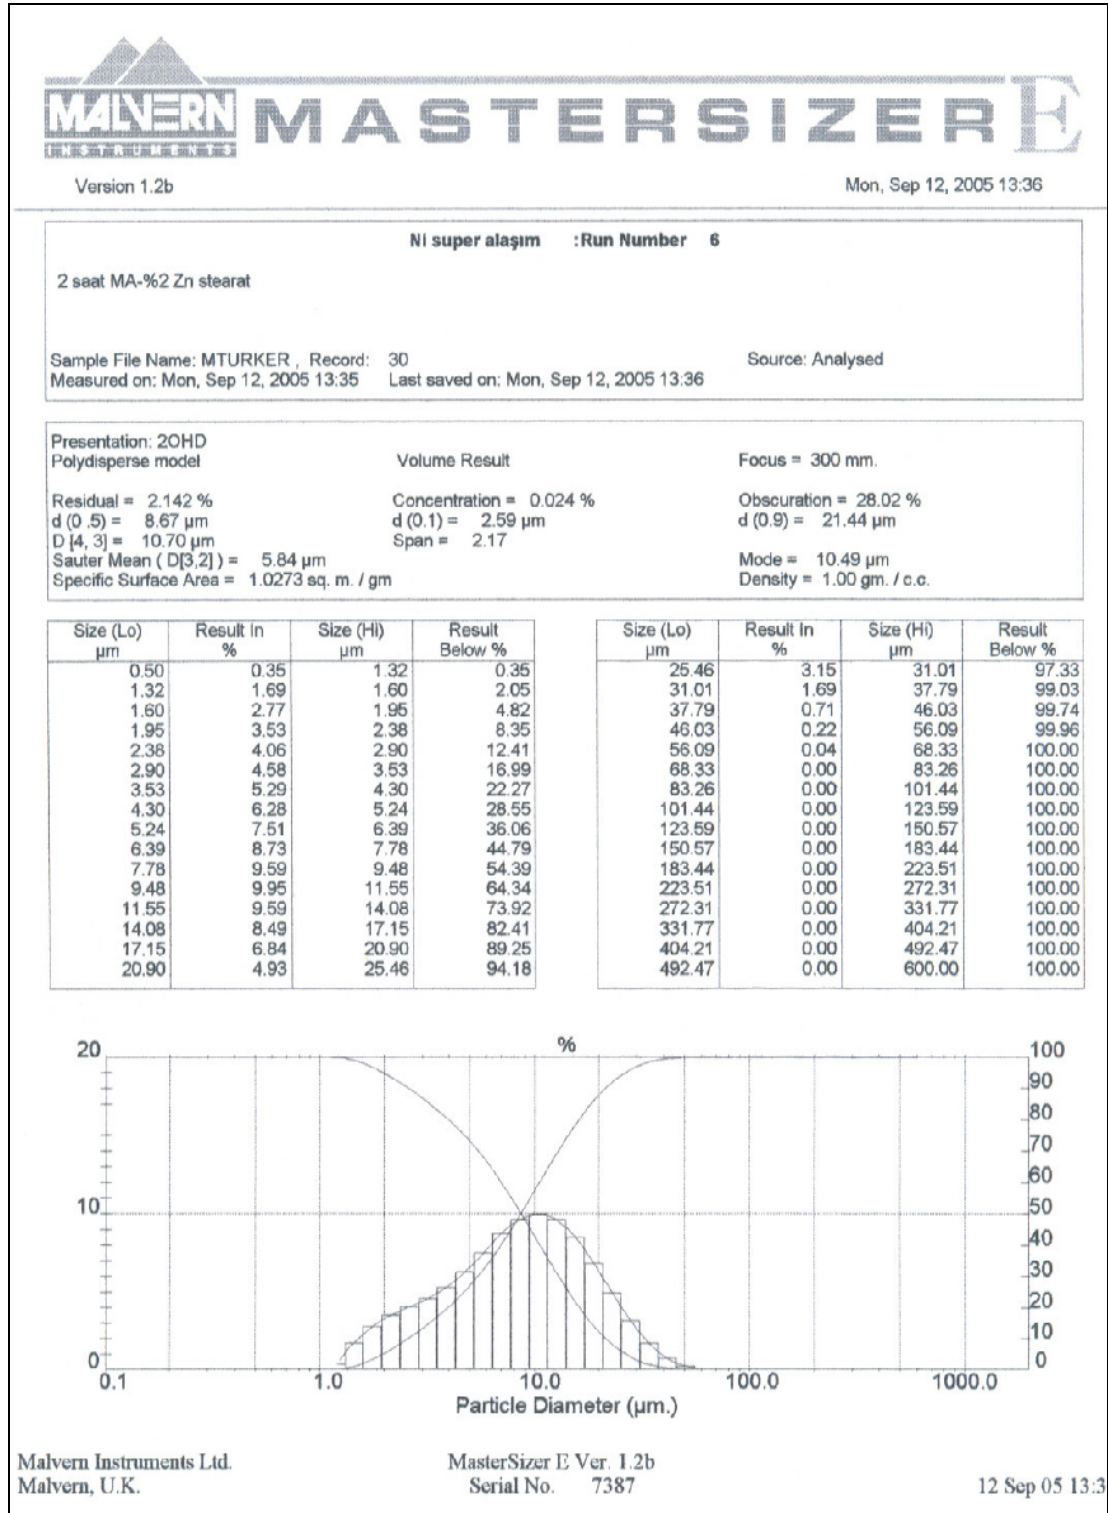 MALVERN MASTERSIZER E
INSTRUMENTS
Version 1.2b Mon, Sep 12, 2005 13:36
Ni super alaşım :Run Number 6
2 saat MA-%2 Zn stearat
Sample File Name: MTURKER , Record: 30 Source: Analysed
Measured on: Mon, Sep 12, 2005 13:35 Last saved on: Mon, Sep 12, 2005 13:36
Presentation: 2OHD
Polydisperse model Volume Result Focus = 300 mm.
Residual = 2.142 % Concentration = 0.024 % Obscuration = 28.02 %
d (0 .5) = 8.67 µm d (0.1) = 2.59 µm d (0.9) = 21.44 µm
D [4, 3] = 10.70 µm Span = 2.17
Sauter Mean ( D[3,2] ) = 5.84 µm Mode = 10.49 µm
Specific Surface Area = 1.0273 sq. m. / gm Density = 1.00 gm. / c.c.
Size (Lo) Result In Size (Hi) Result Size (Lo) Result In Size (Hi) Result
µm % µm Below % µm % µm Below %
0.50 0.35 1.32 0.35 25.46 3.15 31.01 97.33
1.32 1.69 1.60 2.05 31.01 1.69 37.79 99.03
1.60 2.77 1.95 4.82 37.79 0.71 46.03 99.74
1.95 3.53 2.38 8.35 46.03 0.22 56.09 99.96
2.38 4.06 2.90 12.41 56.09 0.04 68.33 100.00
2.90 4.58 3.53 16.99 68.33 0.00 83.26 100.00
3.53 5.29 4.30 22.27 83.26 0.00 101.44 100.00
4.30 6.28 5.24 28.55 101.44 0.00 123.59 100.00
5.24 7.51 6.39 36.06 123.59 0.00 150.57 100.00
6.39 8.73 7.78 44.79 150.57 0.00 183.44 100.00
7.78 9.59 9.48 54.39 183.44 0.00 223.51 100.00
9.48 9.95 11.55 64.34 223.51 0.00 272.31 100.00
11.55 9.59 14.08 73.92 272.31 0.00 331.77 100.00
14.08 8.49 17.15 82.41 331.77 0.00 404.21 100.00
17.15 6.84 20.90 89.25 404.21 0.00 492.47 100.00
20.90 4.93 25.46 94.18 492.47 0.00 600.00 100.00
20 % 100
90
80
70
60
10 50
40
30
20
10
0 0
0.1 1.0 10.0 100.0 1000.0
Particle Diameter (µm.)
Malvern Instruments Ltd. MasterSizer E Ver. 1.2b
Malvern, U.K. Serial No. 7387 12 Sep 05 13:3